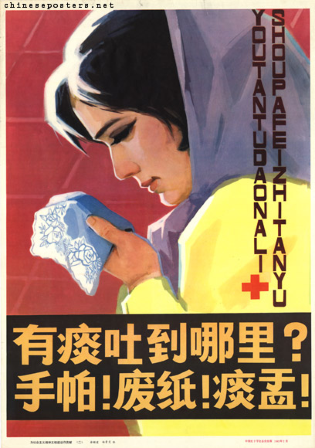 chineseposters.net
YOUTANTUDAONALI
SHOUPAFEIZHITANYU
有痰吐到哪里？
手帕！废纸！痰盂！